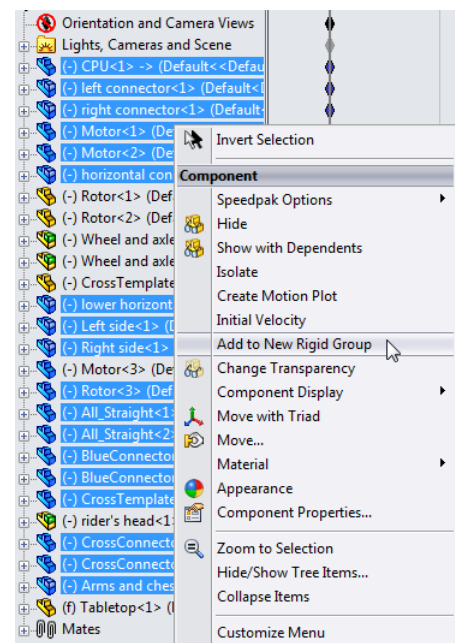 Orientation and Camera Views
Lights, Cameras and Scene
(-) CPU<1> -> (Default<<Defau
(-) left connector<1> (Default<
(-) right connector<1> (Default<
(-) Motor<1> (De
(-) Motor<2> (De
(-) horizontal con
(-) Rotor<1> (Def
(-) Rotor<2> (Def
(-) Wheel and axle
(-) Wheel and axle
(-) CrossTemplate
(-) lower horizont
(-) Left side<1> (
(-) Right side<1>
(-) Motor<3> (De
(-) Rotor<3> (Def
(-) All_Straight<1
(-) All_Straight<2
(-) BlueConnecto
(-) BlueConnecto
(-) CrossTemplate
(-) rider's head<1
(-) CrossConnecto
(-) CrossConnecto
(-) Arms and ches
(f) Tabletop<1> (
Mates
Invert Selection
Component
Speedpak Options
Hide
Show with Dependents
Isolate
Create Motion Plot
Initial Velocity
Add to New Rigid Group
Change Transparency
Component Display
Move with Triad
Move...
Material
Appearance
Component Properties...
Zoom to Selection
Hide/Show Tree Items...
Collapse Items
Customize Menu